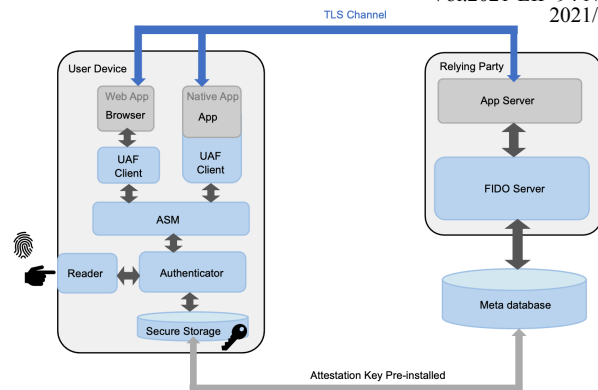 2021/
TLS Channel
User Device
Relying Party
Web App
Browser
Native App
App
App Server
UAF
Client
UAF
Client
FIDO Server
ASM
Reader
Authenticator
Meta database
Secure Storage
Attestation Key Pre-installed